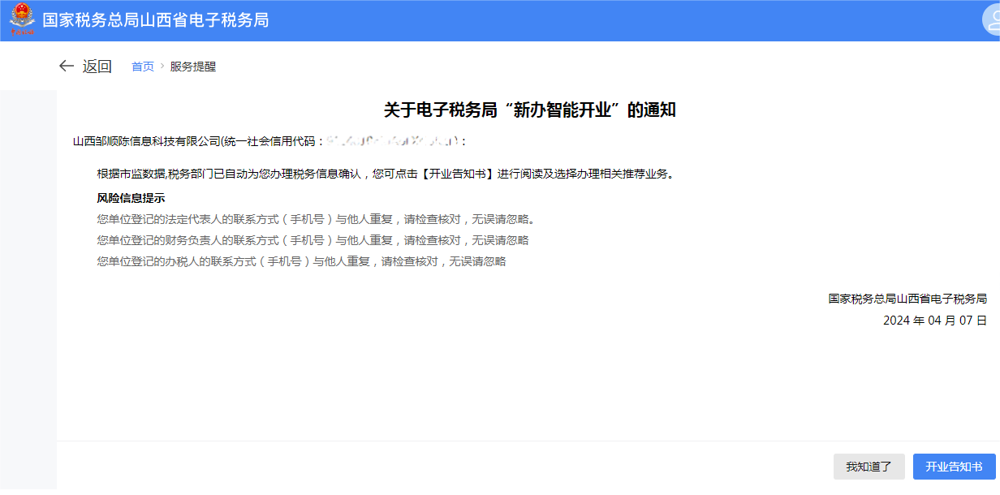 国家税务总局山西省电子税务局
返回 首页 > 服务提醒
关于电子税务局“新办智能开业”的通知
山西邹顺陈信息科技有限公司(统一社会信用代码：):
根据市监数据,税务部门已自动为您办理税务信息确认，您可点击【开业告知书】进行阅读及选择办理相关推荐业务。
风险信息提示
您单位登记的法定代表人的联系方式（手机号）与他人重复，请检查核对，无误请忽略。
您单位登记的财务负责人的联系方式（手机号）与他人重复，请检查核对，无误请忽略
您单位登记的办税人的联系方式（手机号）与他人重复，请检查核对，无误请忽略
国家税务总局山西省电子税务局
2024 年 04 月 07 日
我知道了 开业告知书